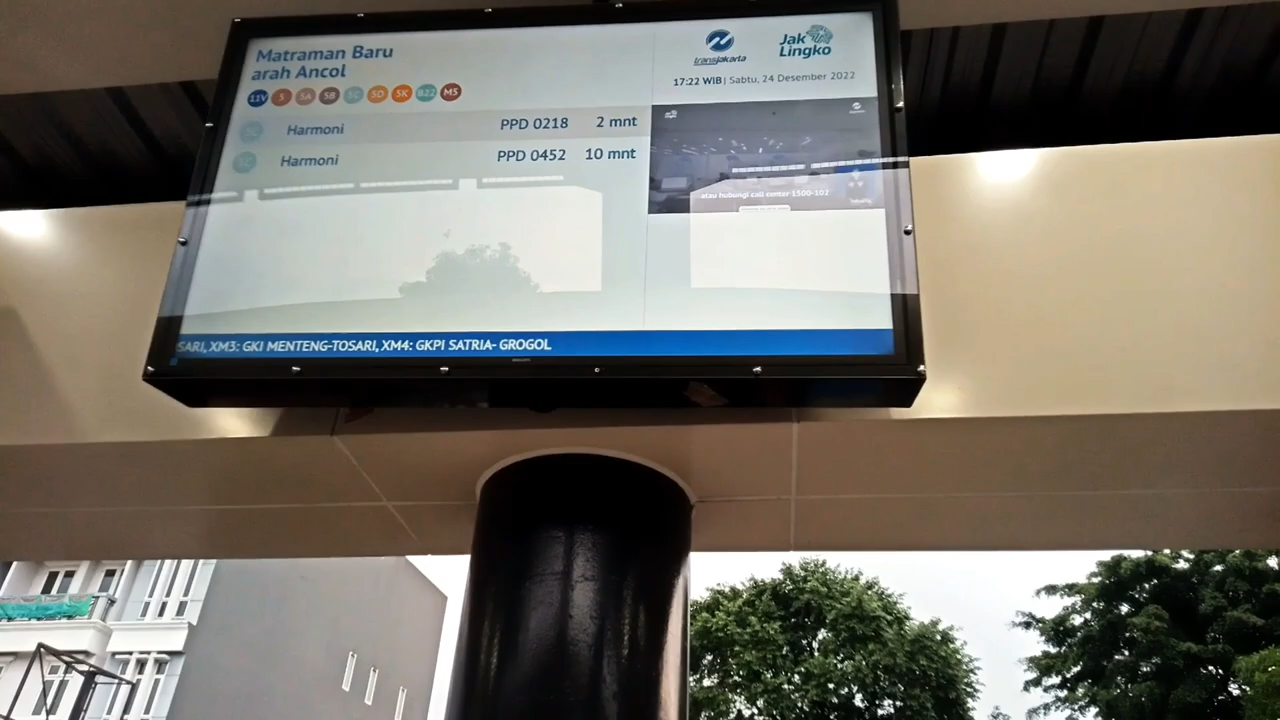 Matraman Baru
arah Ancol
transjakarta
Jak
Lingko
17:22 WIB | Sabtu, 24 Desember 2022
11V 5 5A 5B 5C 5D 5K B22 M5
5C Harmoni PPD 0218 2 mnt
5C Harmoni PPD 0452 10 mnt
atau hubungi call center 1500-102
SARI, XM3: GKI MENTENG-TOSARI, XM4: GKPI SATRIA- GROGOL